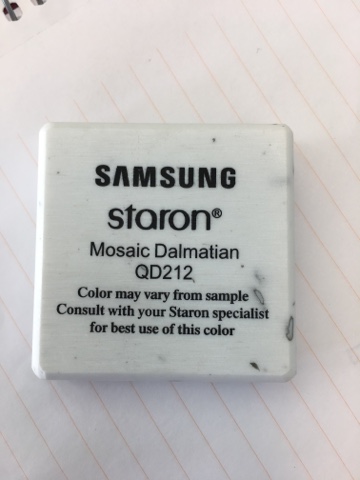 SAMSUNG
staron®
Mosaic Dalmatian
QD212
Color may vary from sample
Consult with your Staron specialist
for best use of this color